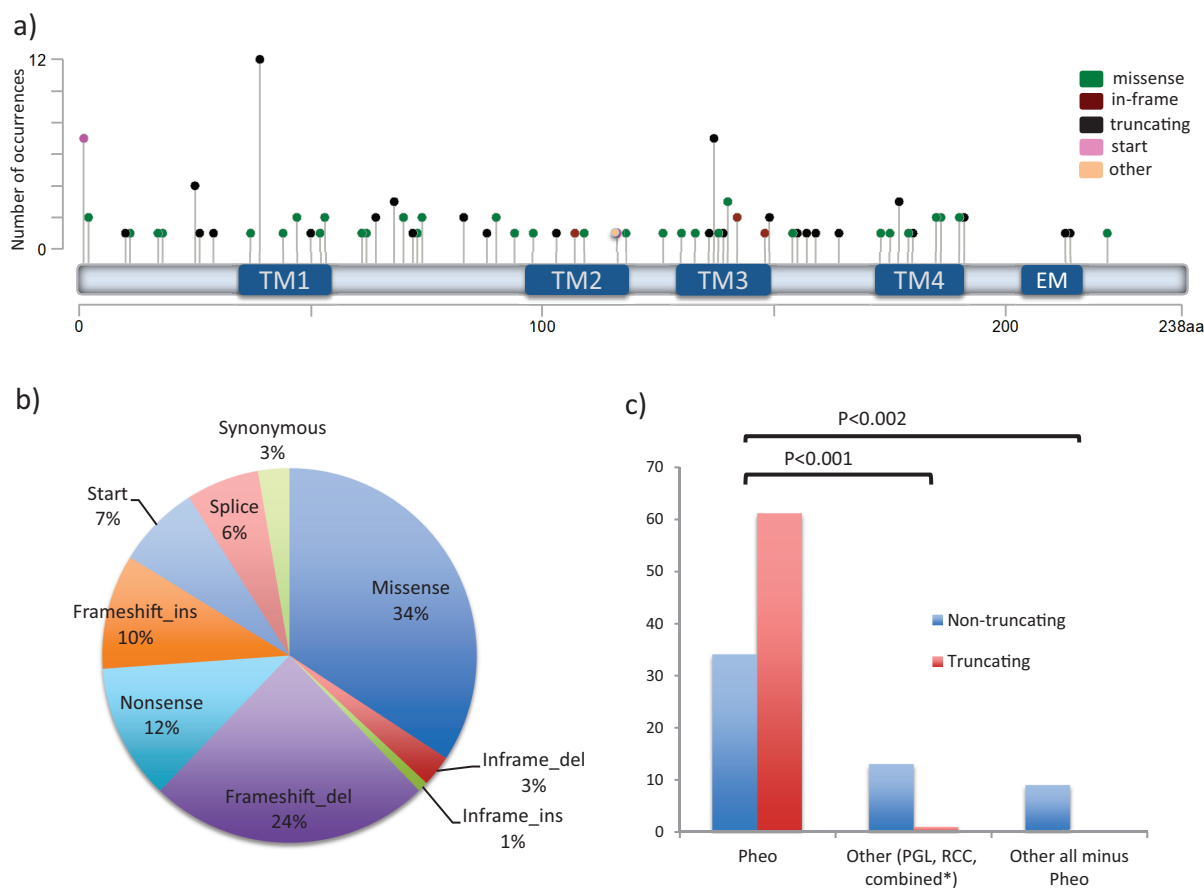 a)
12
0
Number of occurrences
missense
in-frame
truncating
start
other
TM1
TM2
TM3
TM4
EM
0
100
200
238aa
b)
Synonymous
3%
Start
7%
Splice
6%
Missense
34%
Frameshift_ins
10%
Nonsense
12%
Frameshift_del
24%
Inframe_del
3%
Inframe_ins
1%
c)
P<0.002
P<0.001
70
60
50
40
30
20
10
0
Non-truncating
Truncating
Pheo
Other (PGL, RCC,
combined*)
Other all minus
Pheo